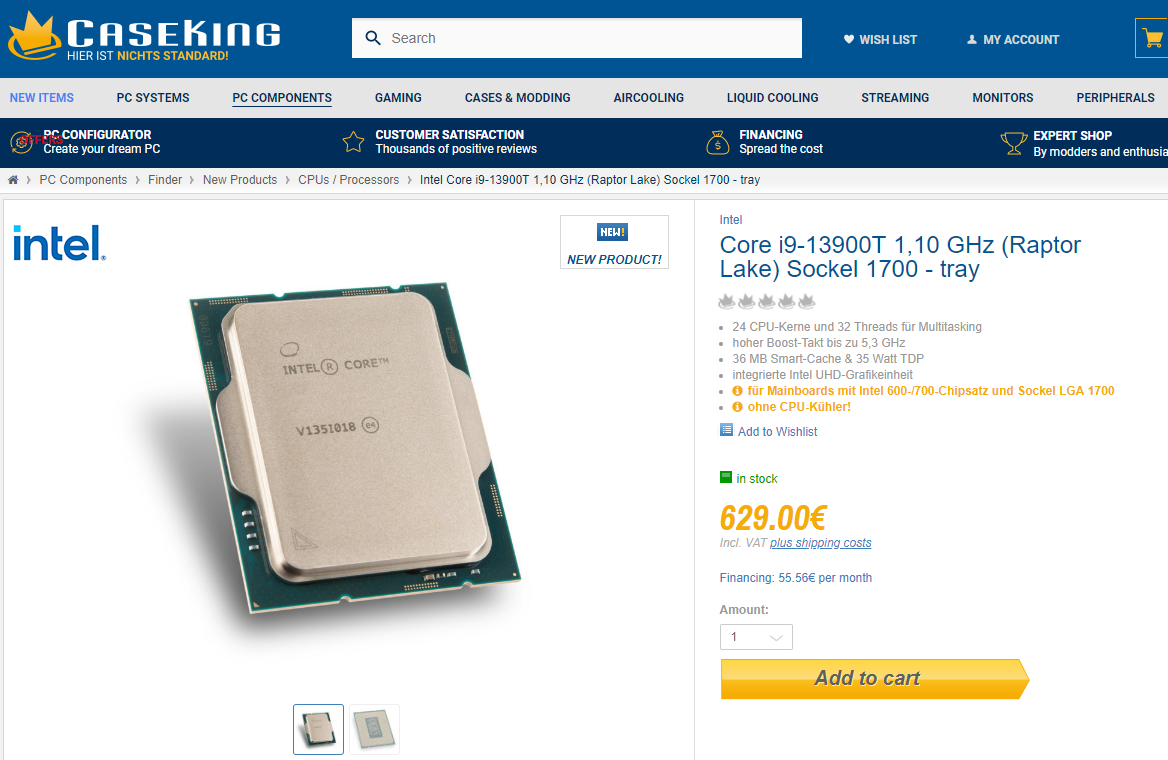 CASEKING
HIER IST NICHTS STANDARD!
Search
WISH LIST
MY ACCOUNT
NEW ITEMS
PC SYSTEMS
PC COMPONENTS
GAMING
CASES & MODDING
AIRCOOLING
LIQUID COOLING
STREAMING
MONITORS
PERIPHERALS
OFFERS
PC CONFIGURATOR
Create your dream PC
CUSTOMER SATISFACTION
Thousands of positive reviews
FINANCING
Spread the cost
EXPERT SHOP
By modders and enthusia
PC Components > Finder > New Products > CPUs / Processors > Intel Core i9-13900T 1,10 GHz (Raptor Lake) Sockel 1700 - tray
intel.
NEW!
NEW PRODUCT!
INTEL® CORE™
V135I018 e4
Intel
Core i9-13900T 1,10 GHz (Raptor
Lake) Sockel 1700 - tray
24 CPU-Kerne und 32 Threads für Multitasking
hoher Boost-Takt bis zu 5,3 GHz
36 MB Smart-Cache & 35 Watt TDP
integrierte Intel UHD-Grafikeinheit
für Mainboards mit Intel 600-/700-Chipsatz und Sockel LGA 1700
ohne CPU-Kühler!
Add to Wishlist
in stock
629.00€
Incl. VAT plus shipping costs
Financing: 55.56€ per month
Amount:
1
Add to cart